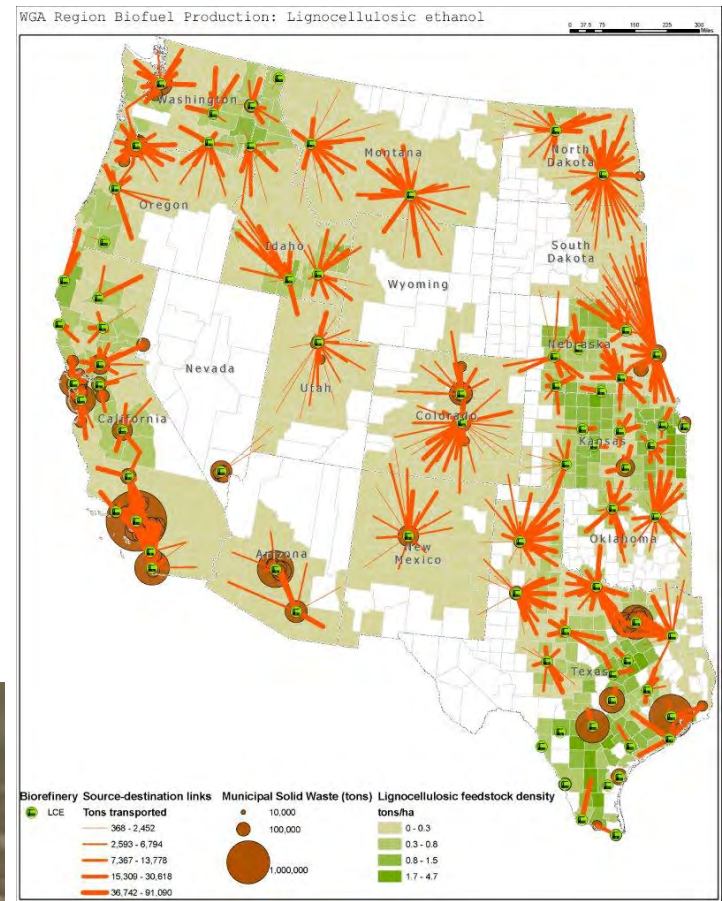 WGA Region Biofuel Production: Lignocellulosic ethanol
0 37.5 75 150 225 300
Miles
Washington
Montana
North
Dakota
Oregon
Idaho
South
Dakota
Wyoming
Nebraska
Nevada
Utah
Colorado
California
Kansas
Arizona
New
Mexico
Oklahoma
Texas
Biorefinery Source-destination links Municipal Solid Waste (tons) Lignocellulosic feedstock density
LCE Tons transported 10,000 tons/ha
368 - 2,452 100,000 0 - 0.3
2,593 - 6,794 0.3 - 0.8
7,367 - 13,778 1,000,000 0.8 - 1.5
15,309 - 30,618 1.7 - 4.7
36,742 - 91,090